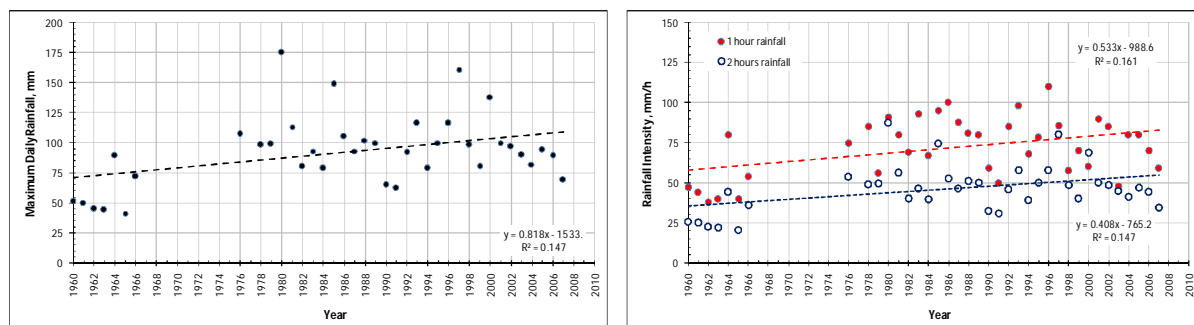 Maximum Daily Rainfall, mm
200
175
150
125
100
75
50
25
0
1960 1962 1964 1966 1968 1970 1972 1974 1976 1978 1980 1982 1984 1986 1988 1990 1992 1994 1996 1998 2000 2002 2004 2006 2008 2010
Year
y = 0.818x - 1533.
R² = 0.147
Rainfall Intensity, mm/h
150
125
100
75
50
25
0
1960 1962 1964 1966 1968 1970 1972 1974 1976 1978 1980 1982 1984 1986 1988 1990 1992 1994 1996 1998 2000 2002 2004 2006 2008 2010
Year
1 hour rainfall
2 hours rainfall
y = 0.533x - 988.6
R² = 0.161
y = 0.408x - 765.2
R² = 0.147